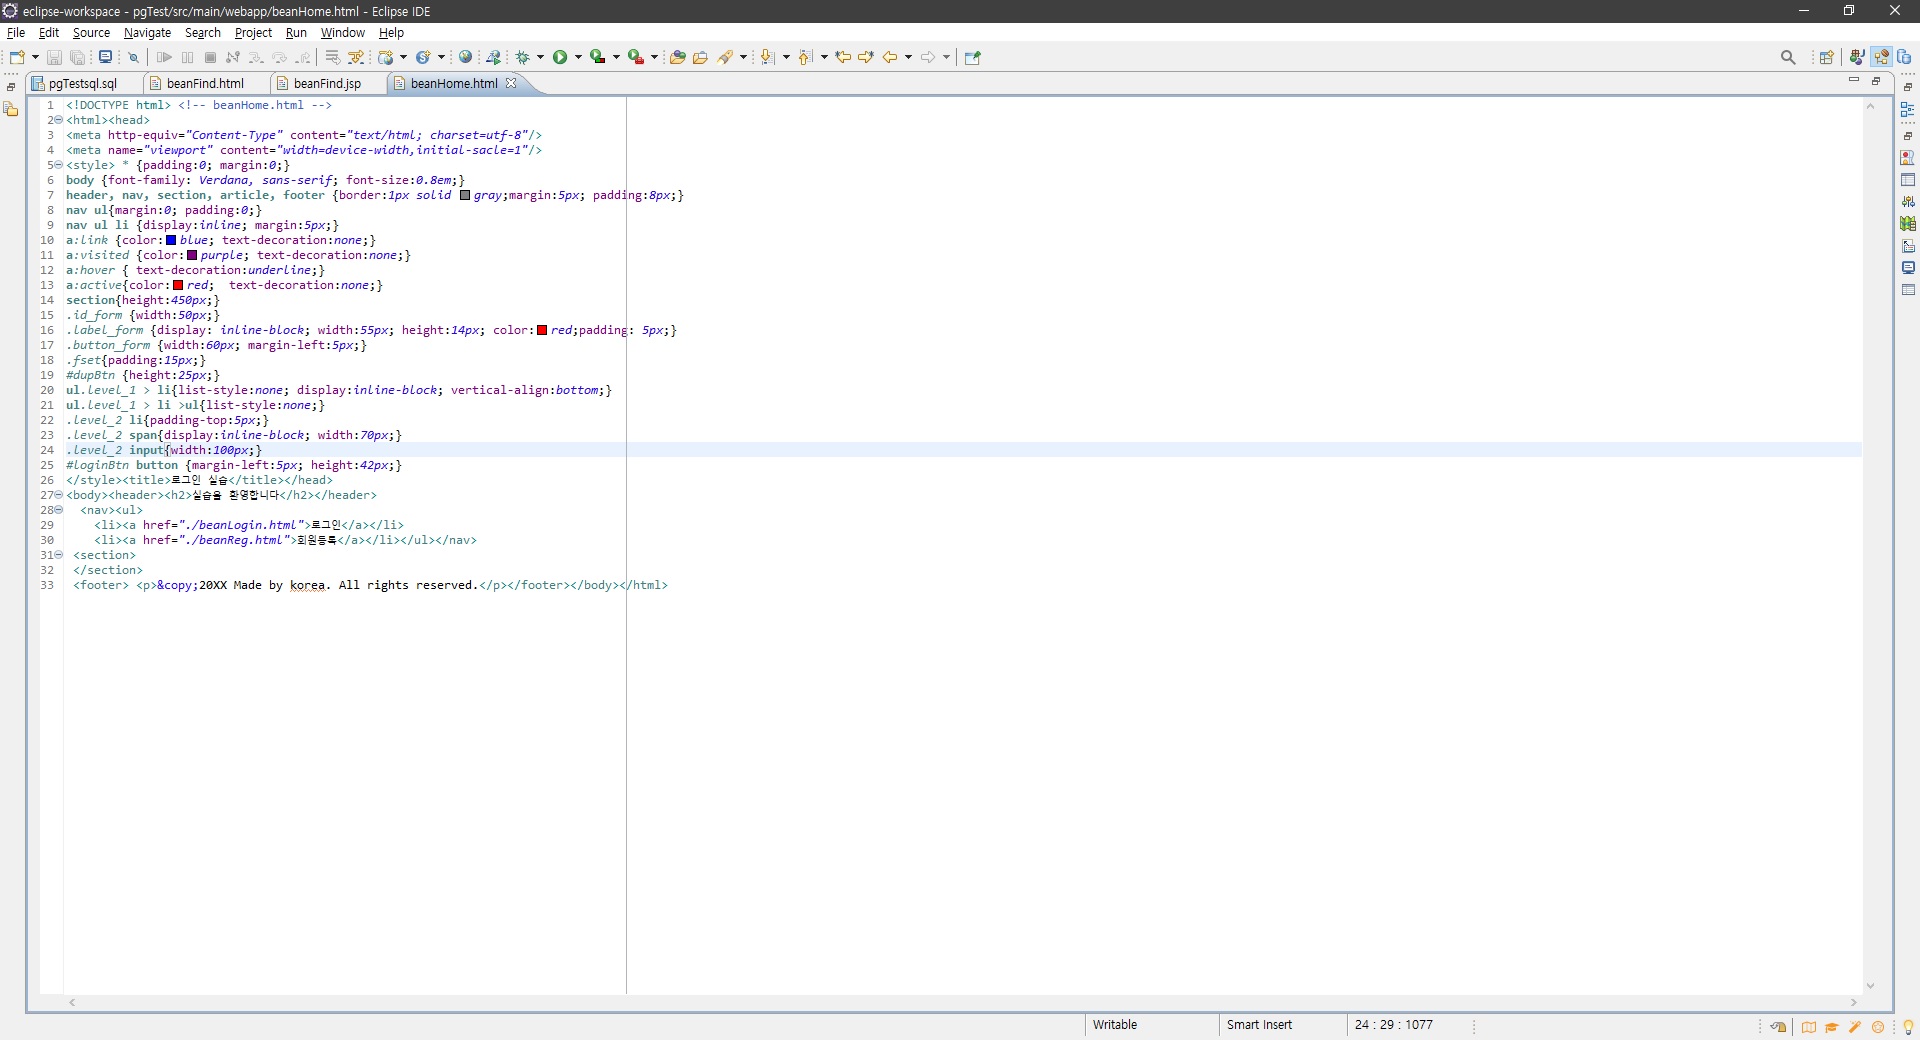 eclipse-workspace - pgTest/src/main/webapp/beanHome.html - Eclipse IDE
File Edit Source Navigate Search Project Run Window Help
pgTestsql.sql beanFind.html beanFind.jsp beanHome.html
1 <!DOCTYPE html> <!-- beanHome.html -->
2 <html><head>
3 <meta http-equiv="Content-Type" content="text/html; charset=utf-8"/>
4 <meta name="viewport" content="width=device-width,initial-sacle=1"/>
5 <style> * {padding:0; margin:0;}
6 body {font-family: Verdana, sans-serif; font-size:0.8em;}
7 header, nav, section, article, footer {border:1px solid gray;margin:5px; padding:8px;}
8 nav ul{margin:0; padding:0;}
9 nav ul li {display:inline; margin:5px;}
10 a:link {color:blue; text-decoration:none;}
11 a:visited {color:purple; text-decoration:none;}
12 a:hover { text-decoration:underline;}
13 a:active{color:red;  text-decoration:none;}
14 section{height:450px;}
15 .id_form {width:50px;}
16 .label_form {display: inline-block; width:55px; height:14px; color:red;padding: 5px;}
17 .button_form {width:60px; margin-left:5px;}
18 .fset{padding:15px;}
19 #dupBtn {height:25px;}
20 ul.level_1 > li{list-style:none; display:inline-block; vertical-align:bottom;}
21 ul.level_1 > li >ul{list-style:none;}
22 .level_2 li{padding-top:5px;}
23 .level_2 span{display:inline-block; width:70px;}
24 .level_2 input{width:100px;}
25 #loginBtn button {margin-left:5px; height:42px;}
26 </style><title>로그인 실습</title></head>
27 <body><header><h2>실습을 환영합니다</h2></header>
28 <nav><ul>
29 <li><a href="./beanLogin.html">로그인</a></li>
30 <li><a href="./beanReg.html">회원등록</a></li></ul></nav>
31 <section>
32 </section>
33 <footer> <p>&copy;20XX Made by korea. All rights reserved.</p></footer></body></html>
Writable Smart Insert 24 : 29 : 1077